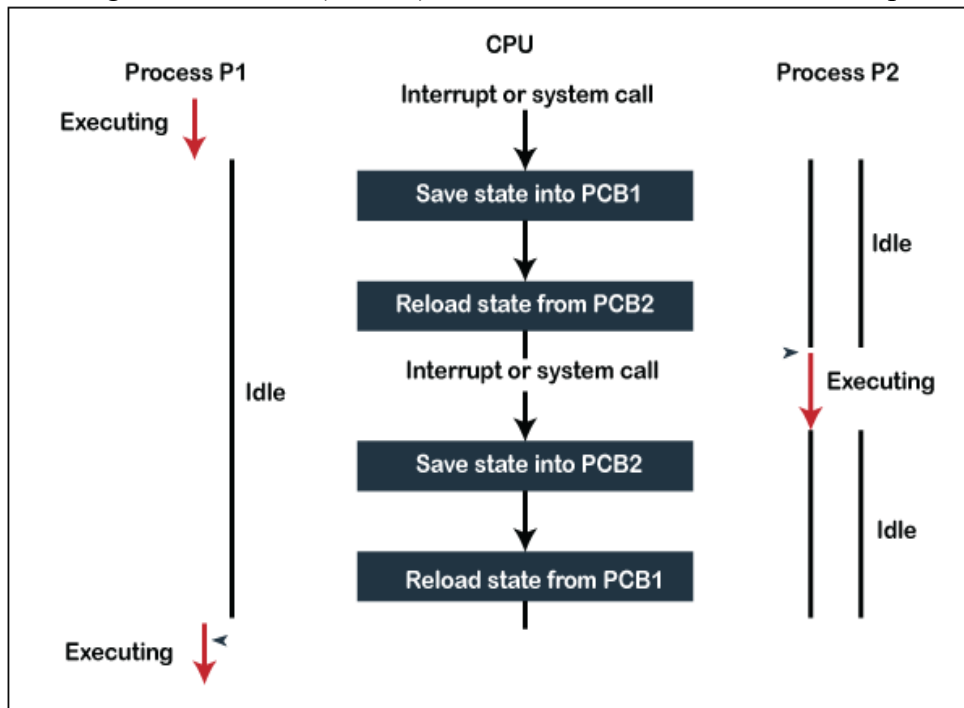 CPU
Process P1
Process P2
Interrupt or system call
Executing
Save state into PCB1
Idle
Reload state from PCB2
Interrupt or system call
Executing
Idle
Save state into PCB2
Idle
Reload state from PCB1
Executing